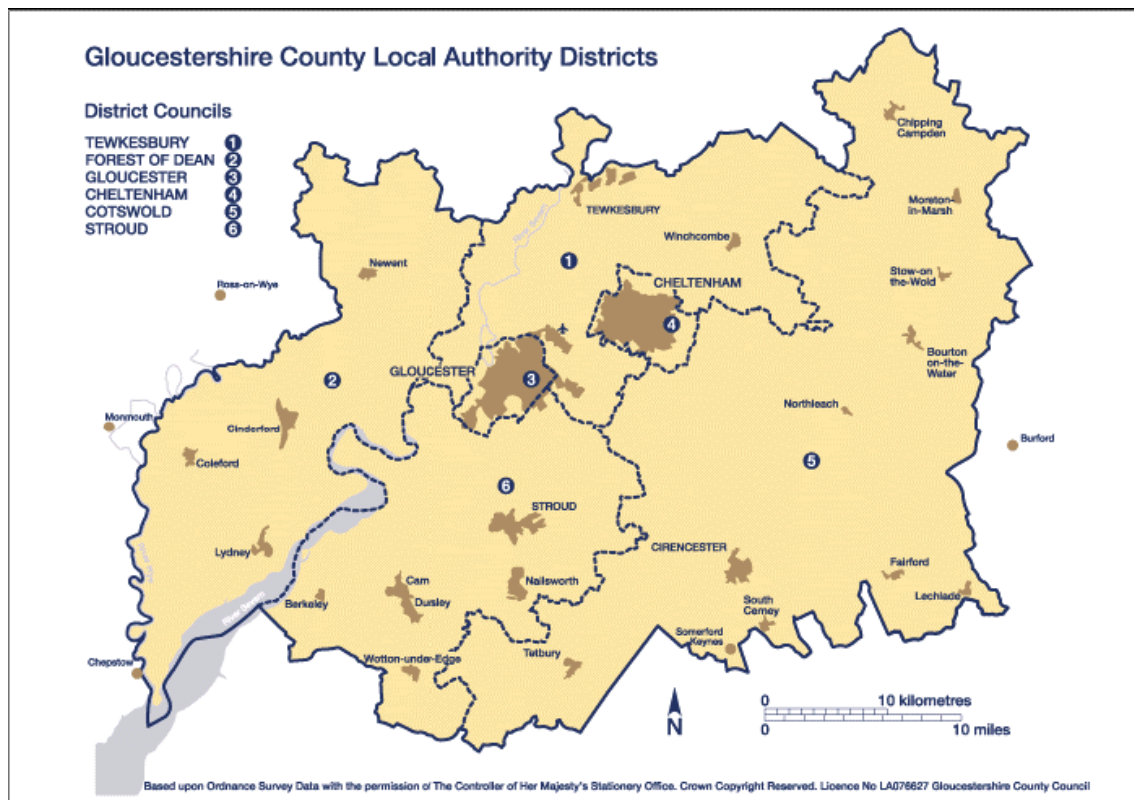 Gloucestershire County Local Authority Districts
District Councils
TEWKESBURY 1
FOREST OF DEAN 2
GLOUCESTER 3
CHELTENHAM 4
COTSWOLD 5
STROUD 6
Chipping
Campden
Moreton-
in-Marsh
TEWKESBURY
River Severn
Winchcombe
1
Newent
Stow-on
the-Wold
CHELTENHAM
Ross-on-Wye
4
Bourton
on-the-
Water
GLOUCESTER
3
2
Northleach
Monmouth
Cinderford
Burford
Coleford
5
6
STROUD
Lydney
CIRENCESTER
River Wye
Cam
Nailsworth
Fairford
Dursley
Berkeley
River Severn
Lechlade
South
Cerney
Somerford
Keynes
Tetbury
Wotton-under-Edge
Chepstow
N
0 10 kilometres
0 10 miles
Based upon Ordnance Survey Data with the permission of The Controller of Her Majesty's Stationery Office. Crown Copyright Reserved. Licence No LA076627 Gloucestershire County Council